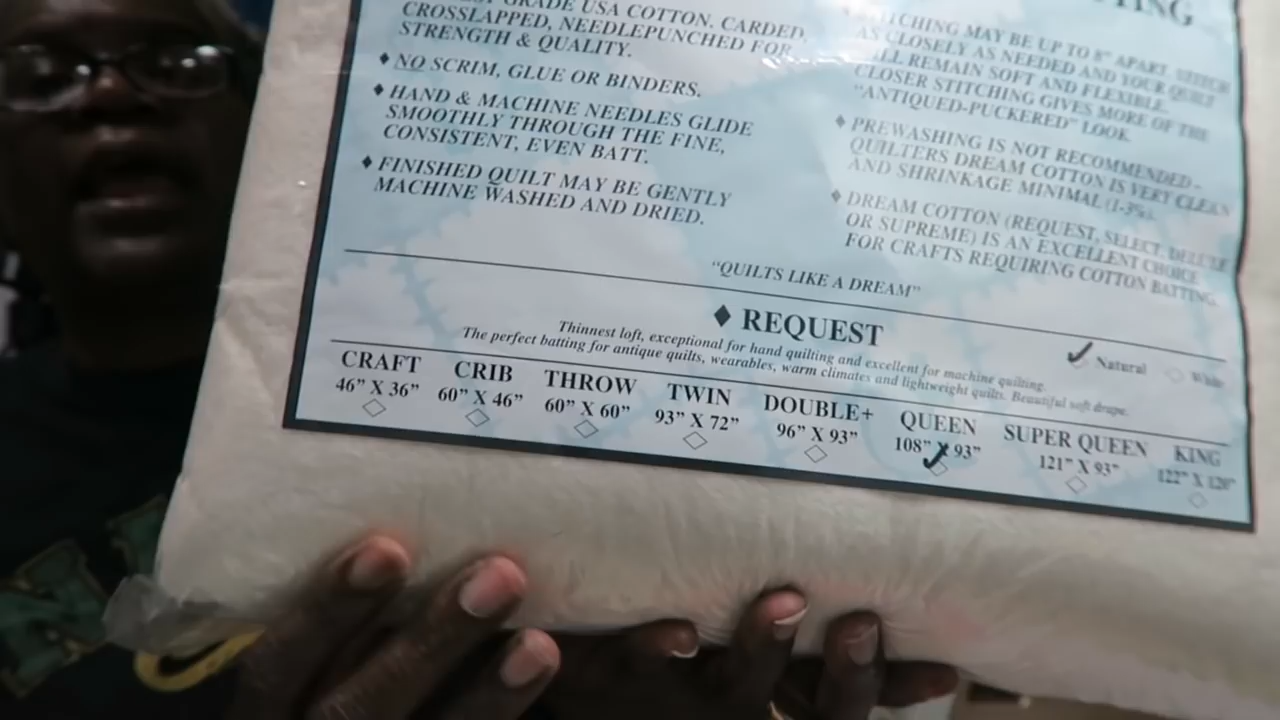 GRADE USA COTTON. CARDED,
CROSSLAPPED, NEEDLEPUNCHED FOR
STRENGTH & QUALITY.
♦ NO SCRIM, GLUE OR BINDERS.
♦ HAND & MACHINE NEEDLES GLIDE
SMOOTHLY THROUGH THE FINE,
CONSISTENT, EVEN BATT.
♦ FINISHED QUILT MAY BE GENTLY
MACHINE WASHED AND DRIED.
MAY BE UP TO 8" APART. STITCH
AS CLOSELY AS NEEDED AND YOUR QUILT
WILL REMAIN SOFT AND FLEXIBLE.
CLOSER STITCHING GIVES MORE OF THE
"ANTIQUED-PUCKERED" LOOK
♦ PREWASHING IS NOT RECOMMENDED -
QUILTERS DREAM COTTON IS VERY CLEAN
AND SHRINKAGE MINIMAL (1-3%).
♦ DREAM COTTON (REQUEST, SELECT, DELUXE
OR SUPREME) IS AN EXCELLENT CHOICE
FOR CRAFTS REQUIRING COTTON BATTING.
"QUILTS LIKE A DREAM"
♦ REQUEST
Thinnest loft, exceptional for hand quilting and excellent for machine quilting.
The perfect batting for antique quilts, wearables, warm climates and lightweight quilts. Beautiful soft drape.
✓ Natural ◇ White
CRAFT CRIB THROW TWIN DOUBLE+ QUEEN SUPER QUEEN KING
46" X 36" 60" X 46" 60" X 60" 93" X 72" 96" X 93" 108" X 93" 121" X 93" 122" X 120"